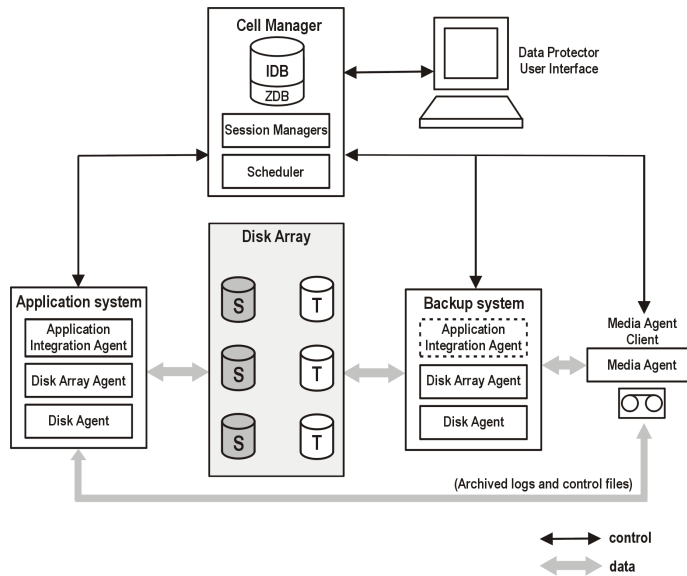 Cell Manager
IDB
ZDB
Session Managers
Scheduler
Data Protector
User Interface
Disk Array
S
T
S
T
S
T
Application system
Application
Integration Agent
Disk Array Agent
Disk Agent
Backup system
Application
Integration Agent
Disk Array Agent
Disk Agent
Media Agent
Client
Media Agent
(Archived logs and control files)
control
data